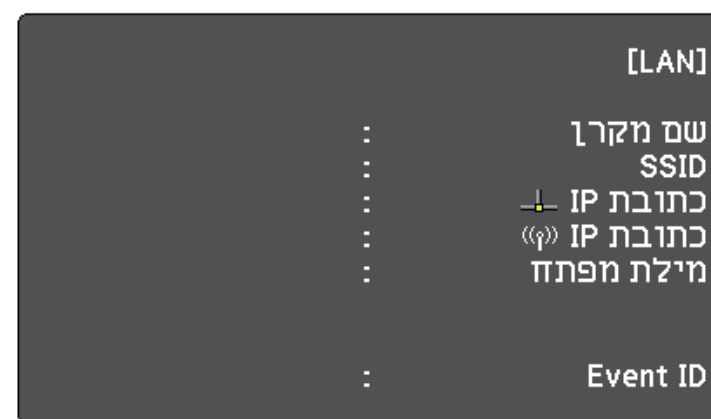 [LAN]
שם מקרן :
SSID :
כתובת IP :
כתובת IP :
מילת מפתח :
Event ID :